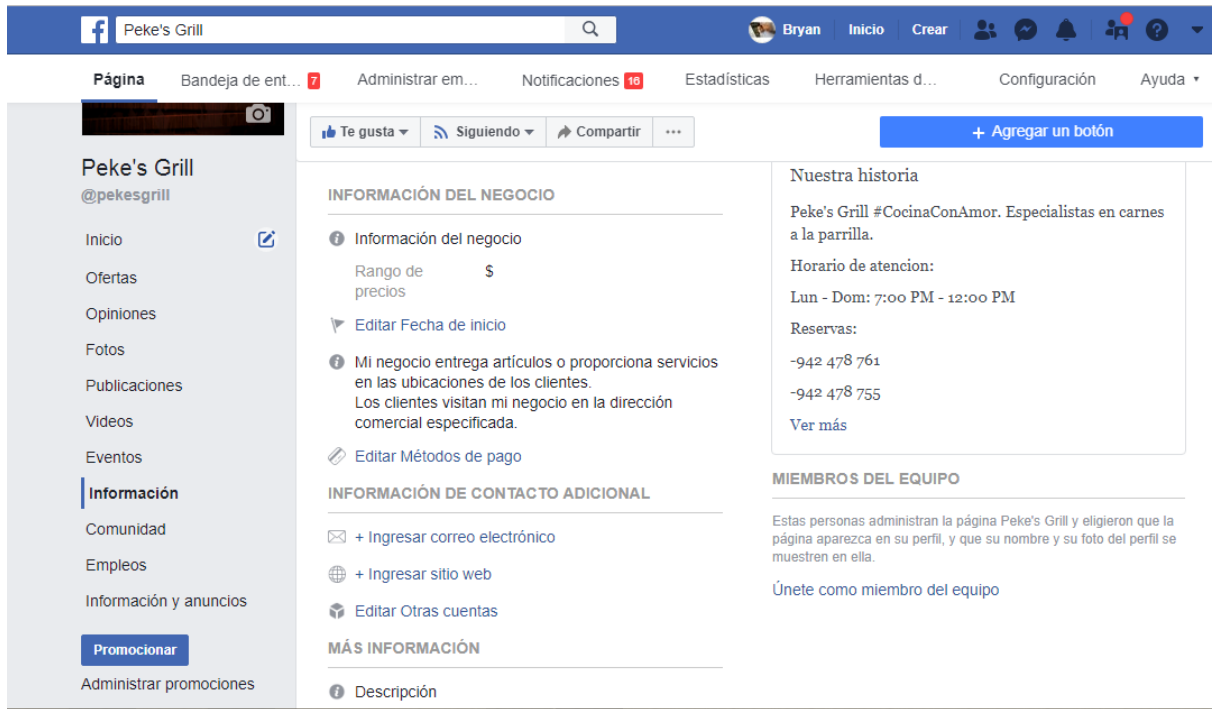 Peke's Grill
Bryan
Inicio
Crear
Página
Bandeja de ent... 7
Administrar em...
Notificaciones 16
Estadísticas
Herramientas d...
Configuración
Ayuda
Te gusta
Siguiendo
Compartir
+ Agregar un botón
Peke's Grill
@pekesgrill
Inicio
Ofertas
Opiniones
Fotos
Publicaciones
Videos
Eventos
Información
Comunidad
Empleos
Información y anuncios
Promocionar
Administrar promociones
INFORMACIÓN DEL NEGOCIO
Información del negocio
Rango de
precios
$
Editar Fecha de inicio
Mi negocio entrega artículos o proporciona servicios
en las ubicaciones de los clientes.
Los clientes visitan mi negocio en la dirección
comercial especificada.
Editar Métodos de pago
INFORMACIÓN DE CONTACTO ADICIONAL
+ Ingresar correo electrónico
+ Ingresar sitio web
Editar Otras cuentas
MÁS INFORMACIÓN
Descripción
Nuestra historia
Peke's Grill #CocinaConAmor. Especialistas en carnes
a la parrilla.
Horario de atencion:
Lun - Dom: 7:00 PM - 12:00 PM
Reservas:
-942 478 761
-942 478 755
Ver más
MIEMBROS DEL EQUIPO
Estas personas administran la página Peke's Grill y eligieron que la
página aparezca en su perfil, y que su nombre y su foto del perfil se
muestren en ella.
Únete como miembro del equipo